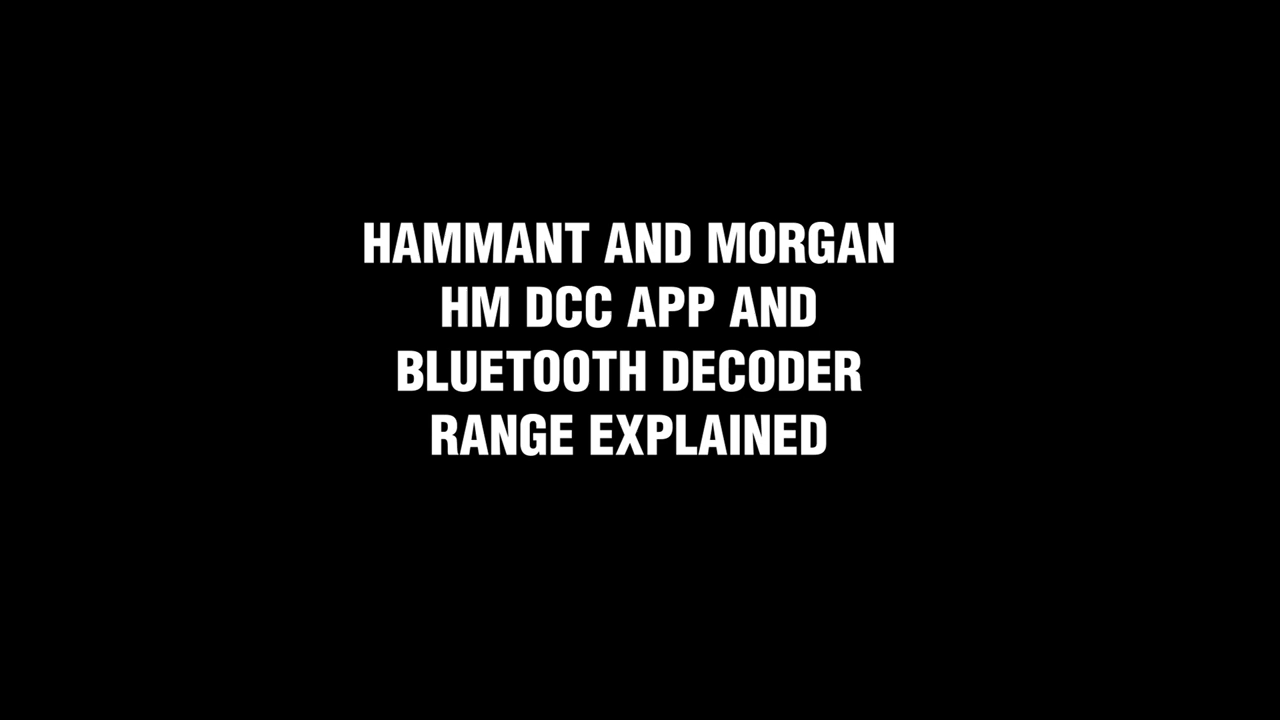 HAMMANT AND MORGAN
HM DCC APP AND
BLUETOOTH DECODER
RANGE EXPLAINED